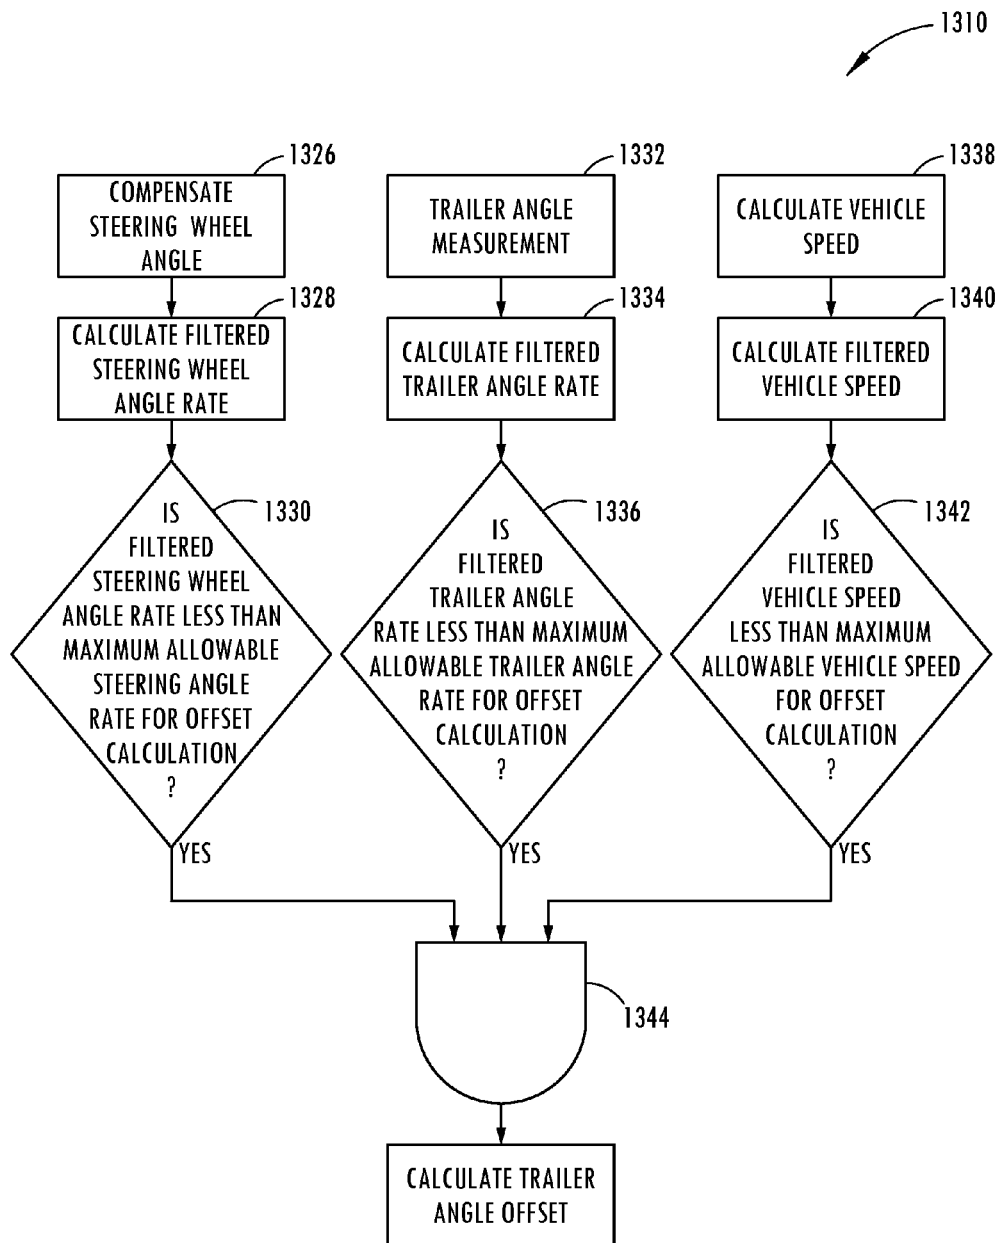 1310
1326
COMPENSATE
STEERING WHEEL
ANGLE
1332
TRAILER ANGLE
MEASUREMENT
1338
CALCULATE VEHICLE
SPEED
1328
CALCULATE FILTERED
STEERING WHEEL
ANGLE RATE
1334
CALCULATE FILTERED
TRAILER ANGLE RATE
1340
CALCULATE FILTERED
VEHICLE SPEED
1330
IS
FILTERED
STEERING WHEEL
ANGLE RATE LESS THAN
MAXIMUM ALLOWABLE
STEERING ANGLE
RATE FOR OFFSET
CALCULATION
?
YES
1336
IS
FILTERED
TRAILER ANGLE
RATE LESS THAN MAXIMUM
ALLOWABLE TRAILER ANGLE
RATE FOR OFFSET
CALCULATION
?
YES
1342
IS
FILTERED
VEHICLE SPEED
LESS THAN MAXIMUM
ALLOWABLE VEHICLE SPEED
FOR OFFSET
CALCULATION
?
YES
1344
CALCULATE TRAILER
ANGLE OFFSET